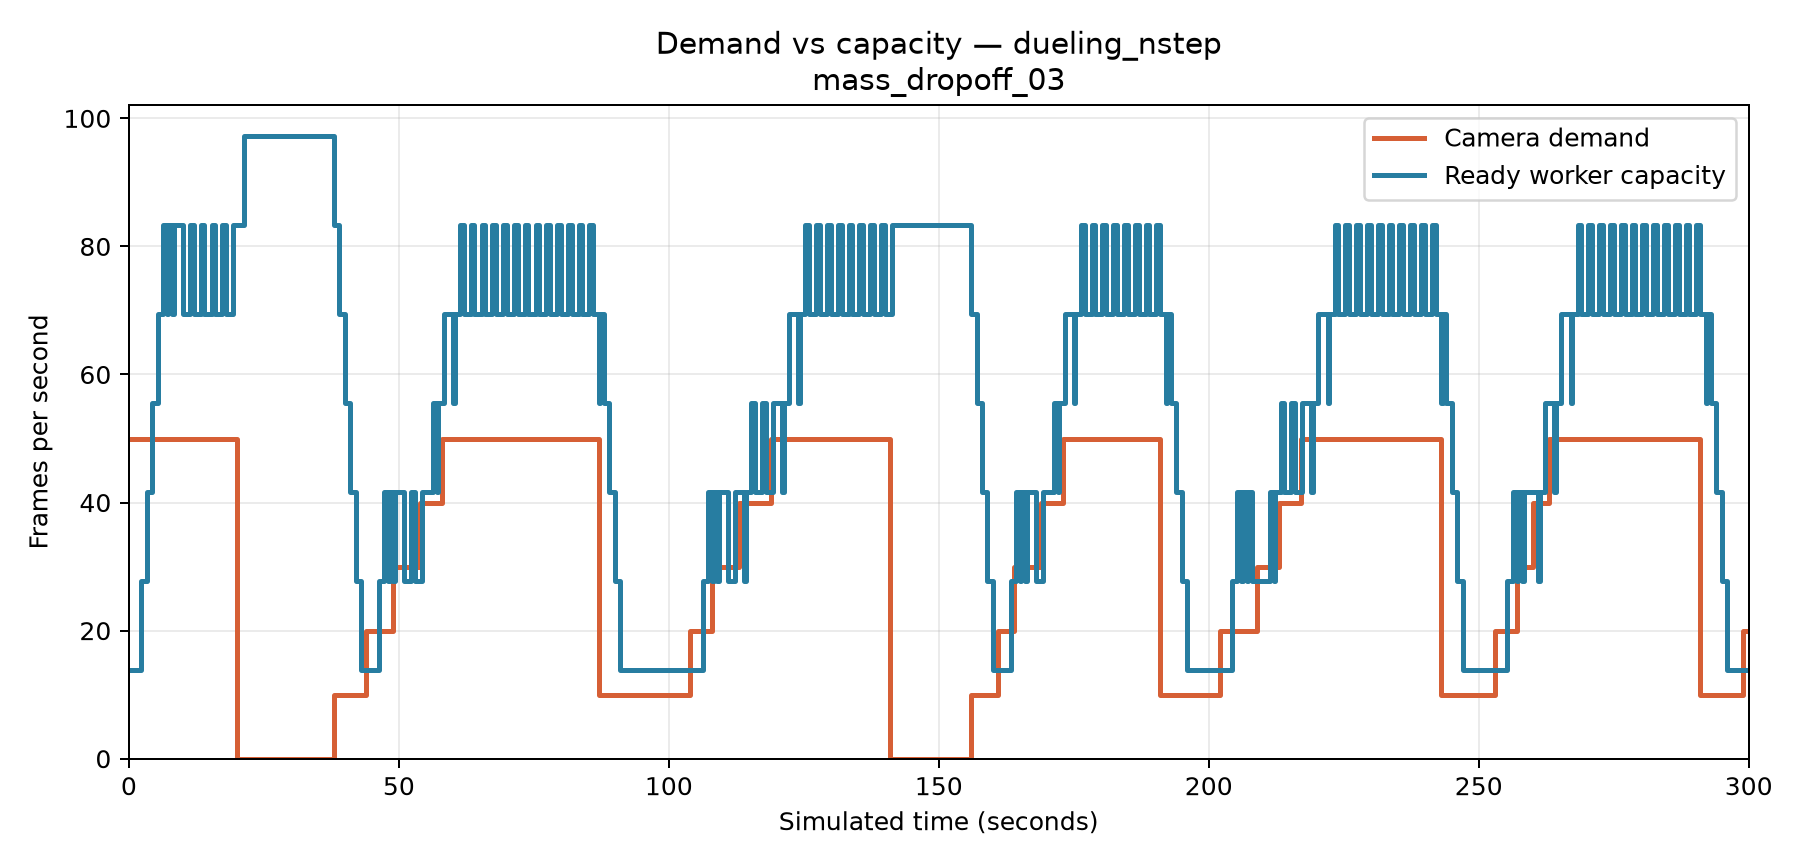 Demand vs capacity — dueling_nstep
mass_dropoff_03
Frames per second
100
80
60
40
20
0
Camera demand
Ready worker capacity
0 50 100 150 200 250 300
Simulated time (seconds)